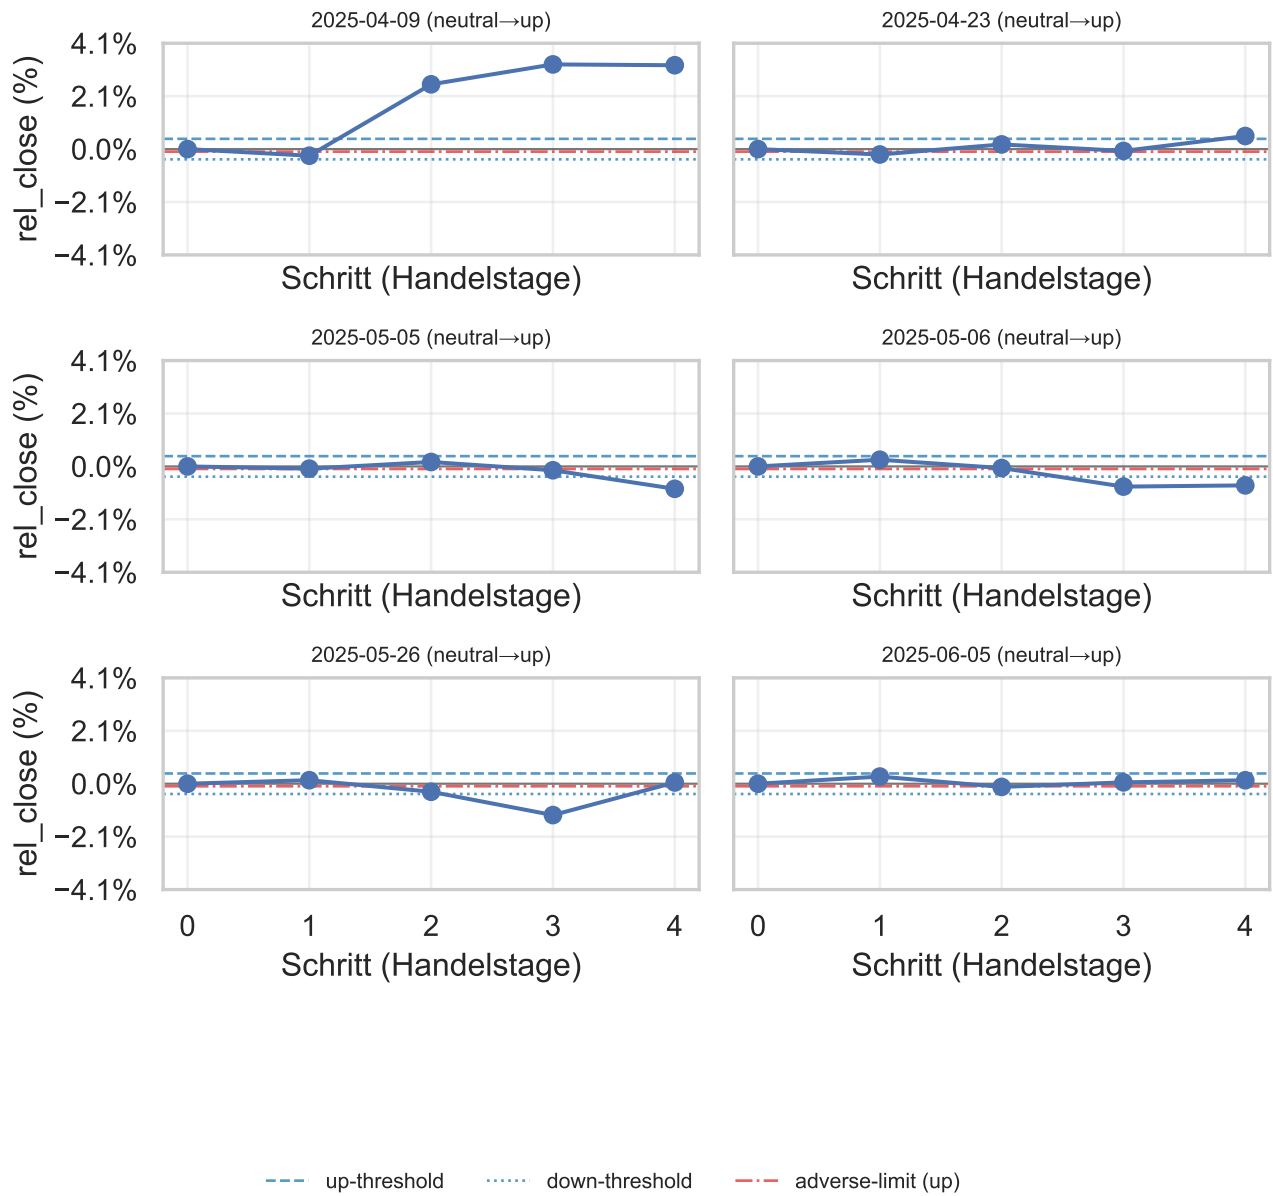 2025-04-09 (neutral→up)
2025-04-23 (neutral→up)
rel_close (%)
4.1%
2.1%
0.0%
−2.1%
−4.1%
Schritt (Handelstage)
Schritt (Handelstage)
2025-05-05 (neutral→up)
2025-05-06 (neutral→up)
rel_close (%)
4.1%
2.1%
0.0%
−2.1%
−4.1%
Schritt (Handelstage)
Schritt (Handelstage)
2025-05-26 (neutral→up)
2025-06-05 (neutral→up)
rel_close (%)
4.1%
2.1%
0.0%
−2.1%
−4.1%
0 1 2 3 4
0 1 2 3 4
Schritt (Handelstage)
Schritt (Handelstage)
up-threshold down-threshold adverse-limit (up)